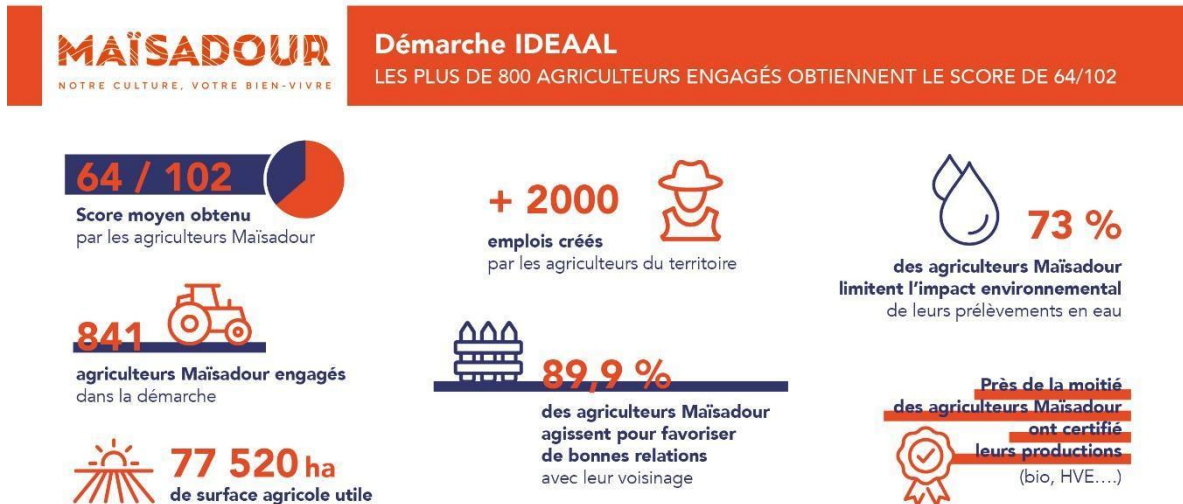 MAÏSADOUR
NOTRE CULTURE, VOTRE BIEN-VIVRE
Démarche IDEAAL
LES PLUS DE 800 AGRICULTEURS ENGAGÉS OBTIENNENT LE SCORE DE 64/102
64 / 102
Score moyen obtenu
par les agriculteurs Maïsadour
841
agriculteurs Maïsadour engagés
dans la démarche
77 520 ha
de surface agricole utile
+ 2000
emplois créés
par les agriculteurs du territoire
89,9 %
des agriculteurs Maïsadour
agissent pour favoriser
de bonnes relations
avec leur voisinage
73 %
des agriculteurs Maïsadour
limitent l’impact environnemental
de leurs prélèvements en eau
Près de la moitié
des agriculteurs Maïsadour
ont certifié
leurs productions
(bio, HVE....)